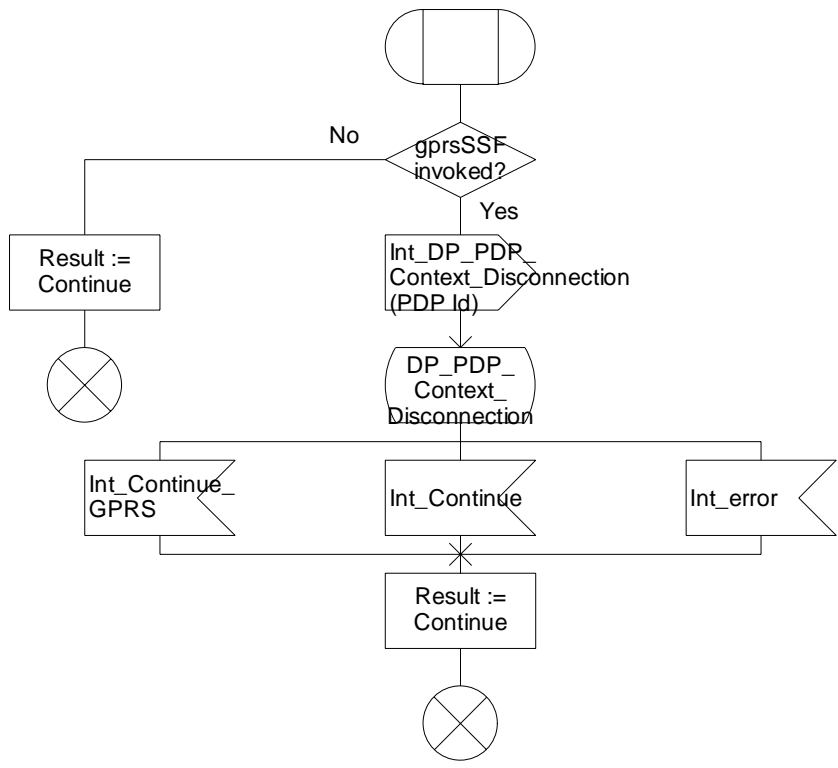 gprsSSF
invoked?
No
Yes
Result :=
Continue
Int_DP_PDP_
Context_Disconnection
(PDP Id)
DP_PDP_
Context_
Disconnection
Int_Continue_
GPRS
Int_Continue
Int_error
Result :=
Continue